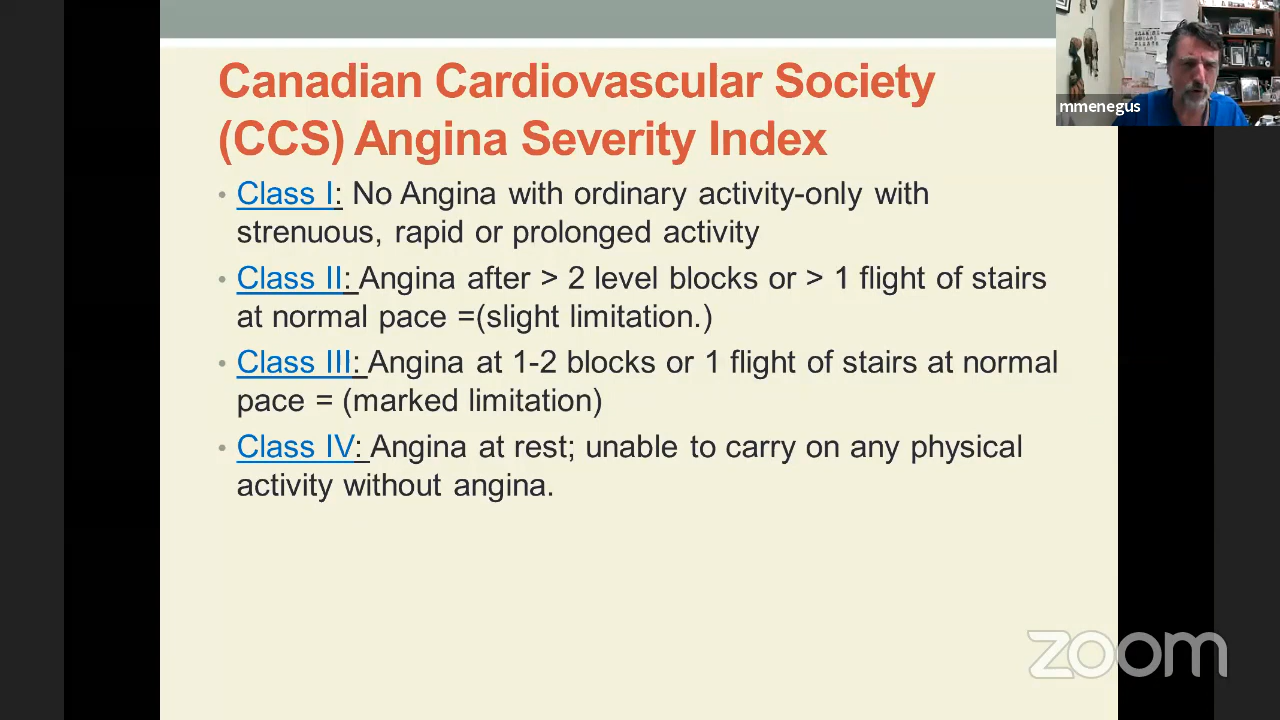 Canadian Cardiovascular Society
(CCS) Angina Severity Index
• Class I: No Angina with ordinary activity-only with
strenuous, rapid or prolonged activity
• Class II: Angina after > 2 level blocks or > 1 flight of stairs
at normal pace =(slight limitation.)
• Class III: Angina at 1-2 blocks or 1 flight of stairs at normal
pace = (marked limitation)
• Class IV: Angina at rest; unable to carry on any physical
activity without angina.
mmenegus
zoom